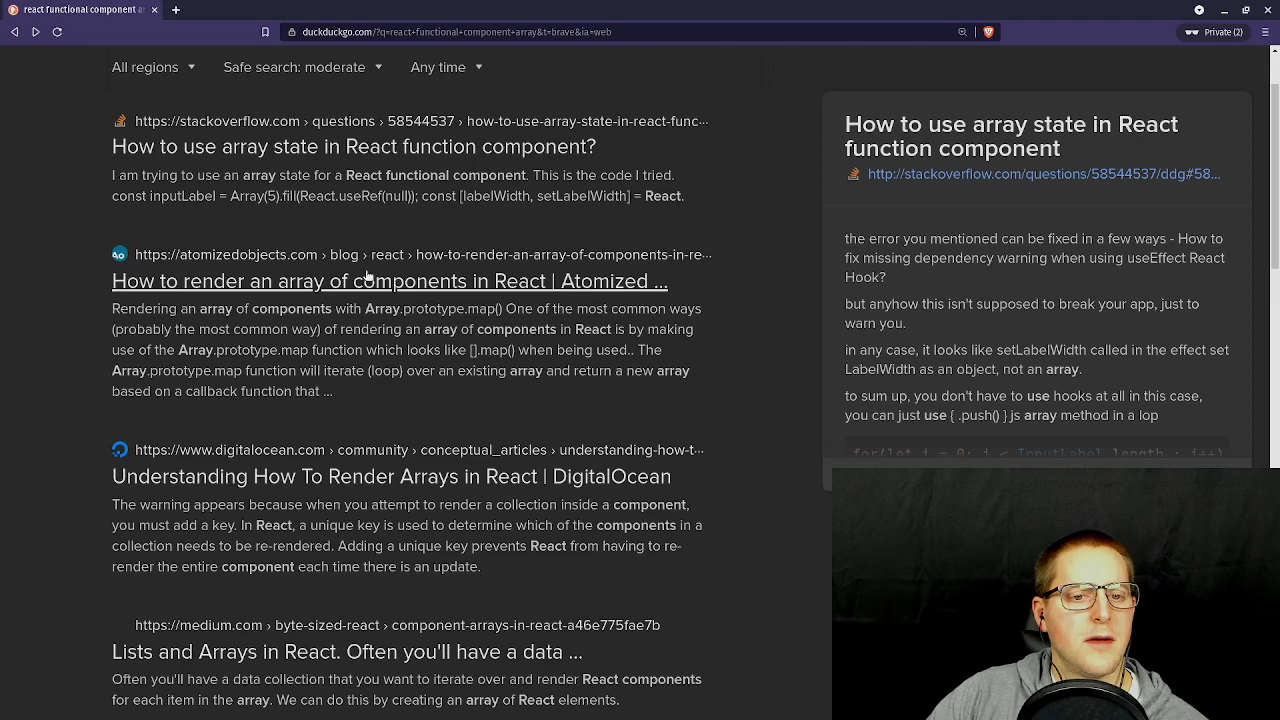 react functional component a
duckduckgo.com/?q=react+functional+component+array&t=brave&ia=web
Private (2)
All regions
Safe search: moderate
Any time
https://stackoverflow.com › questions › 58544537 › how-to-use-array-state-in-react-func···
How to use array state in React function component?
I am trying to use an array state for a React functional component. This is the code I tried.
const inputLabel = Array(5).fill(React.useRef(null)); const [labelWidth, setLabelWidth] = React.
https://atomizedobjects.com › blog › react › how-to-render-an-array-of-components-in-re···
How to render an array of components in React | Atomized ...
Rendering an array of components with Array.prototype.map() One of the most common ways
(probably the most common way) of rendering an array of components in React is by making
use of the Array.prototype.map function which looks like [].map() when being used.. The
Array.prototype.map function will iterate (loop) over an existing array and return a new array
based on a callback function that ...
https://www.digitalocean.com › community › conceptual_articles › understanding-how-t···
Understanding How To Render Arrays in React | DigitalOcean
The warning appears because when you attempt to render a collection inside a component,
you must add a key. In React, a unique key is used to determine which of the components in a
collection needs to be re-rendered. Adding a unique key prevents React from having to re-
render the entire component each time there is an update.
https://medium.com › byte-sized-react › component-arrays-in-react-a46e775fae7b
Lists and Arrays in React. Often you'll have a data ...
Often you'll have a data collection that you want to iterate over and render React components
for each item in the array. We can do this by creating an array of React elements.
How to use array state in React
function component
http://stackoverflow.com/questions/58544537/ddg#58...
the error you mentioned can be fixed in a few ways - How to
fix missing dependency warning when using useEffect React
Hook?
but anyhow this isn't supposed to break your app, just to
warn you.
in any case, it looks like setLabelWidth called in the effect set
LabelWidth as an object, not an array.
to sum up, you don't have to use hooks at all in this case,
you can just use { .push() } js array method in a lop
for(let i = 0; i < InputLabel.length ; i++)